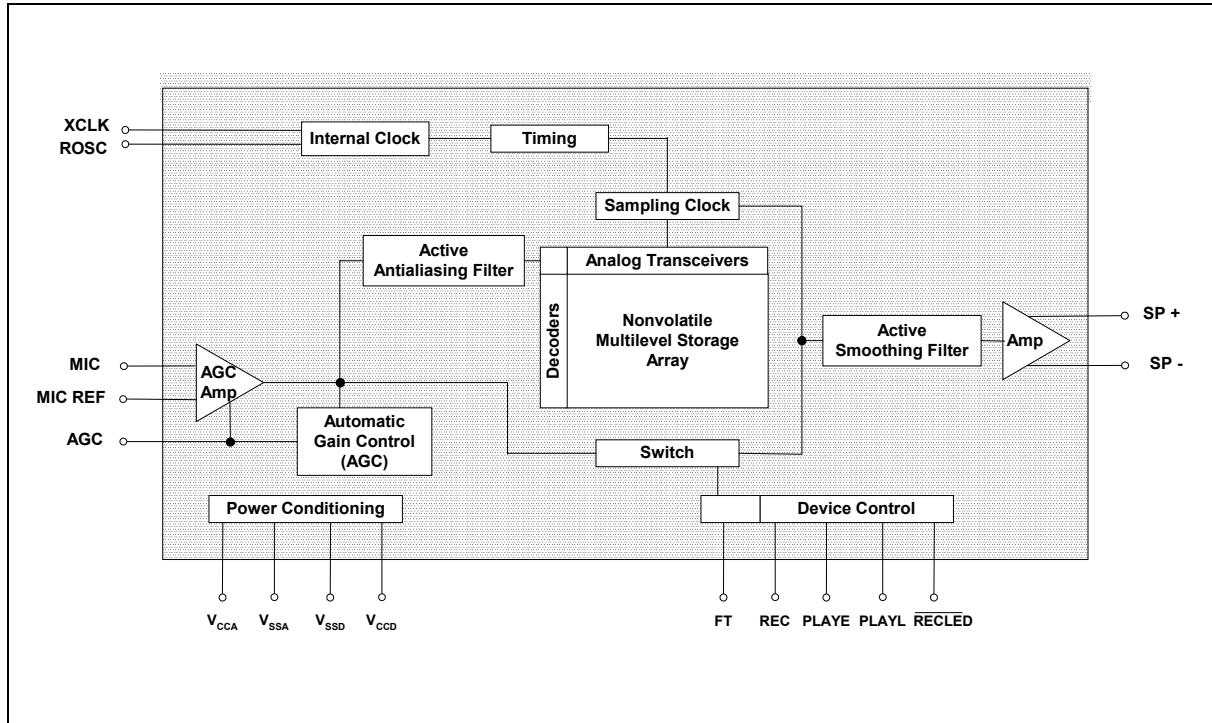 XCLK
ROSC
Internal Clock
Timing
Sampling Clock
Active
Antialiasing Filter
Analog Transceivers
Decoders
Nonvolatile
Multilevel Storage
Array
Active
Smoothing Filter
Amp
SP +
SP -
MIC
MIC REF
AGC
AGC
Amp
Automatic
Gain Control
(AGC)
Switch
Power Conditioning
Device Control
VCCA
VSSA
VSSD
VCCD
FT
REC
PLAYE
PLAYL
RECLED